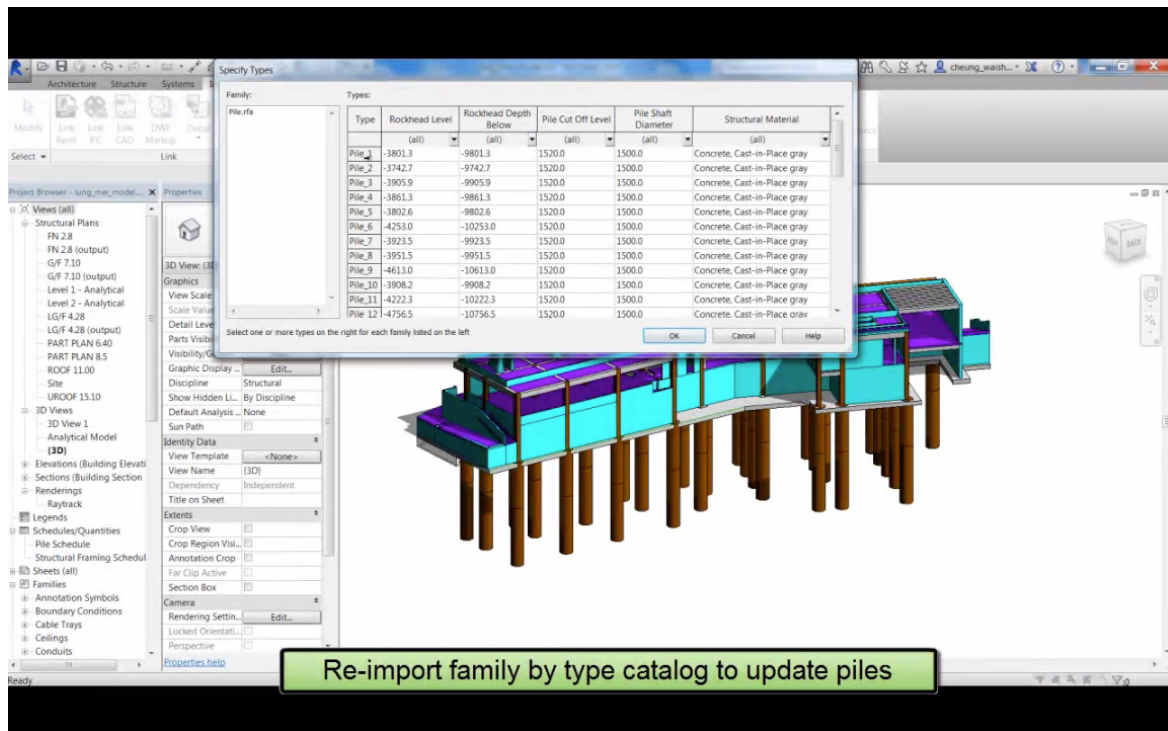 Specify Types
cheung_waish...
Architecture Structure Systems
Family:
Types:
Pile.rfa
Type Rockhead Level Rockhead Depth Below Pile Cut Off Level Pile Shaft Diameter Structural Material
(all) (all) (all) (all) (all)
Pile_1 -3801.3 -9801.3 1520.0 1500.0 Concrete, Cast-in-Place gray
Pile_2 -3742.7 -9742.7 1520.0 1500.0 Concrete, Cast-in-Place gray
Pile_3 -3905.9 -9905.9 1520.0 1500.0 Concrete, Cast-in-Place gray
Pile_4 -3861.3 -9861.3 1520.0 1500.0 Concrete, Cast-in-Place gray
Pile_5 -3802.6 -9802.6 1520.0 1500.0 Concrete, Cast-in-Place gray
Pile_6 -4253.0 -10253.0 1520.0 1500.0 Concrete, Cast-in-Place gray
Pile_7 -3923.5 -9923.5 1520.0 1500.0 Concrete, Cast-in-Place gray
Pile_8 -3951.5 -9951.5 1520.0 1500.0 Concrete, Cast-in-Place gray
Pile_9 -4613.0 -10613.0 1520.0 1500.0 Concrete, Cast-in-Place gray
Pile_10 -3908.2 -9908.2 1520.0 1500.0 Concrete, Cast-in-Place gray
Pile_11 -4222.3 -10222.3 1520.0 1500.0 Concrete, Cast-in-Place gray
Pile_12 -4756.5 -10756.5 1520.0 1500.0 Concrete, Cast-in-Place gray
Select one or more types on the right for each family listed on the left
OK Cancel Help
Modify Link Revit Link IFC Link CAD DWF Markup Decal
Select Link
Project Browser - lung_mei_model...
Views (all)
Structural Plans
FN 2.8
FN 2.8 (output)
G/F 7.10
G/F 7.10 (output)
Level 1 - Analytical
Level 2 - Analytical
LG/F 4.28
LG/F 4.28 (output)
PART PLAN 6.40
PART PLAN 8.5
ROOF 11.00
Site
UROOF 15.10
3D Views
3D View 1
Analytical Model
(3D)
Elevations (Building Elevati
Sections (Building Section
Renderings
Raytrack
Legends
Schedules/Quantities
Pile Schedule
Structural Framing Schedul
Sheets (all)
Families
Annotation Symbols
Boundary Conditions
Cable Trays
Ceilings
Conduits
Properties
3D View: (3D
Graphics
View Scale
Scale Value
Detail Leve
Parts Visibi
Visibility/G
Graphic Display ... Edit...
Discipline Structural
Show Hidden Li... By Discipline
Default Analysis ... None
Sun Path
Identity Data
View Template <None>
View Name (3D)
Dependency Independent
Title on Sheet
Extents
Crop View
Crop Region Visi...
Annotation Crop
Far Clip Active
Section Box
Camera
Rendering Settin... Edit...
Locked Orientati...
Perspective
Properties help
BACK
Re-import family by type catalog to update piles
Ready